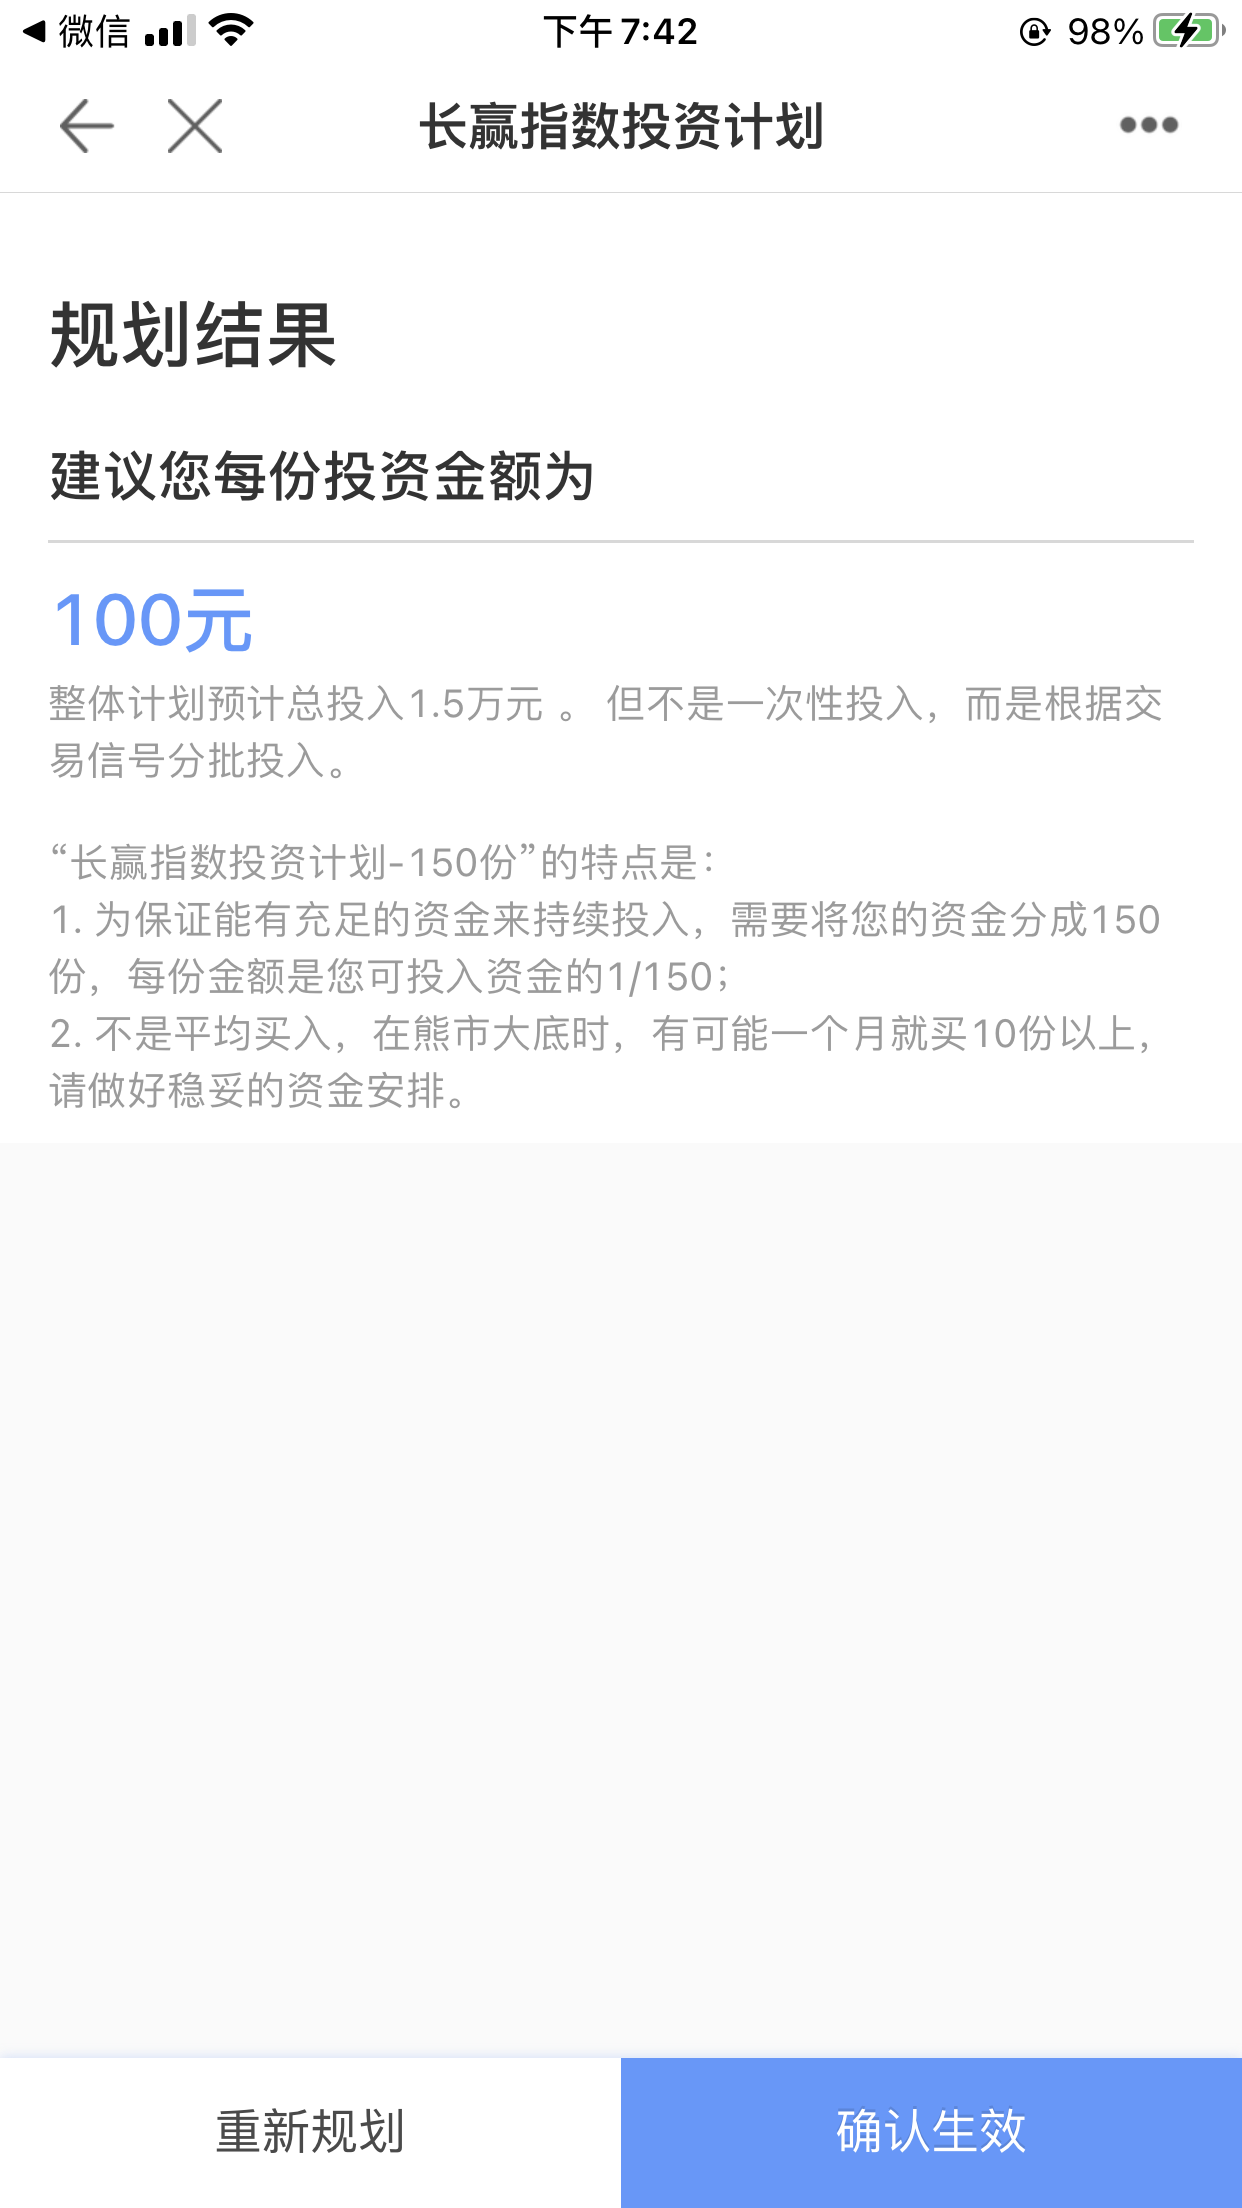 微信
下午 7:42
98%
长赢指数投资计划
规划结果
建议您每份投资金额为
100元
整体计划预计总投入1.5万元 。 但不是一次性投入，而是根据交
易信号分批投入。
“长赢指数投资计划-150份”的特点是：
1. 为保证能有充足的资金来持续投入，需要将您的资金分成150
份，每份金额是您可投入资金的1/150；
2. 不是平均买入，在熊市大底时，有可能一个月就买10份以上，
请做好稳妥的资金安排。
重新规划
确认生效